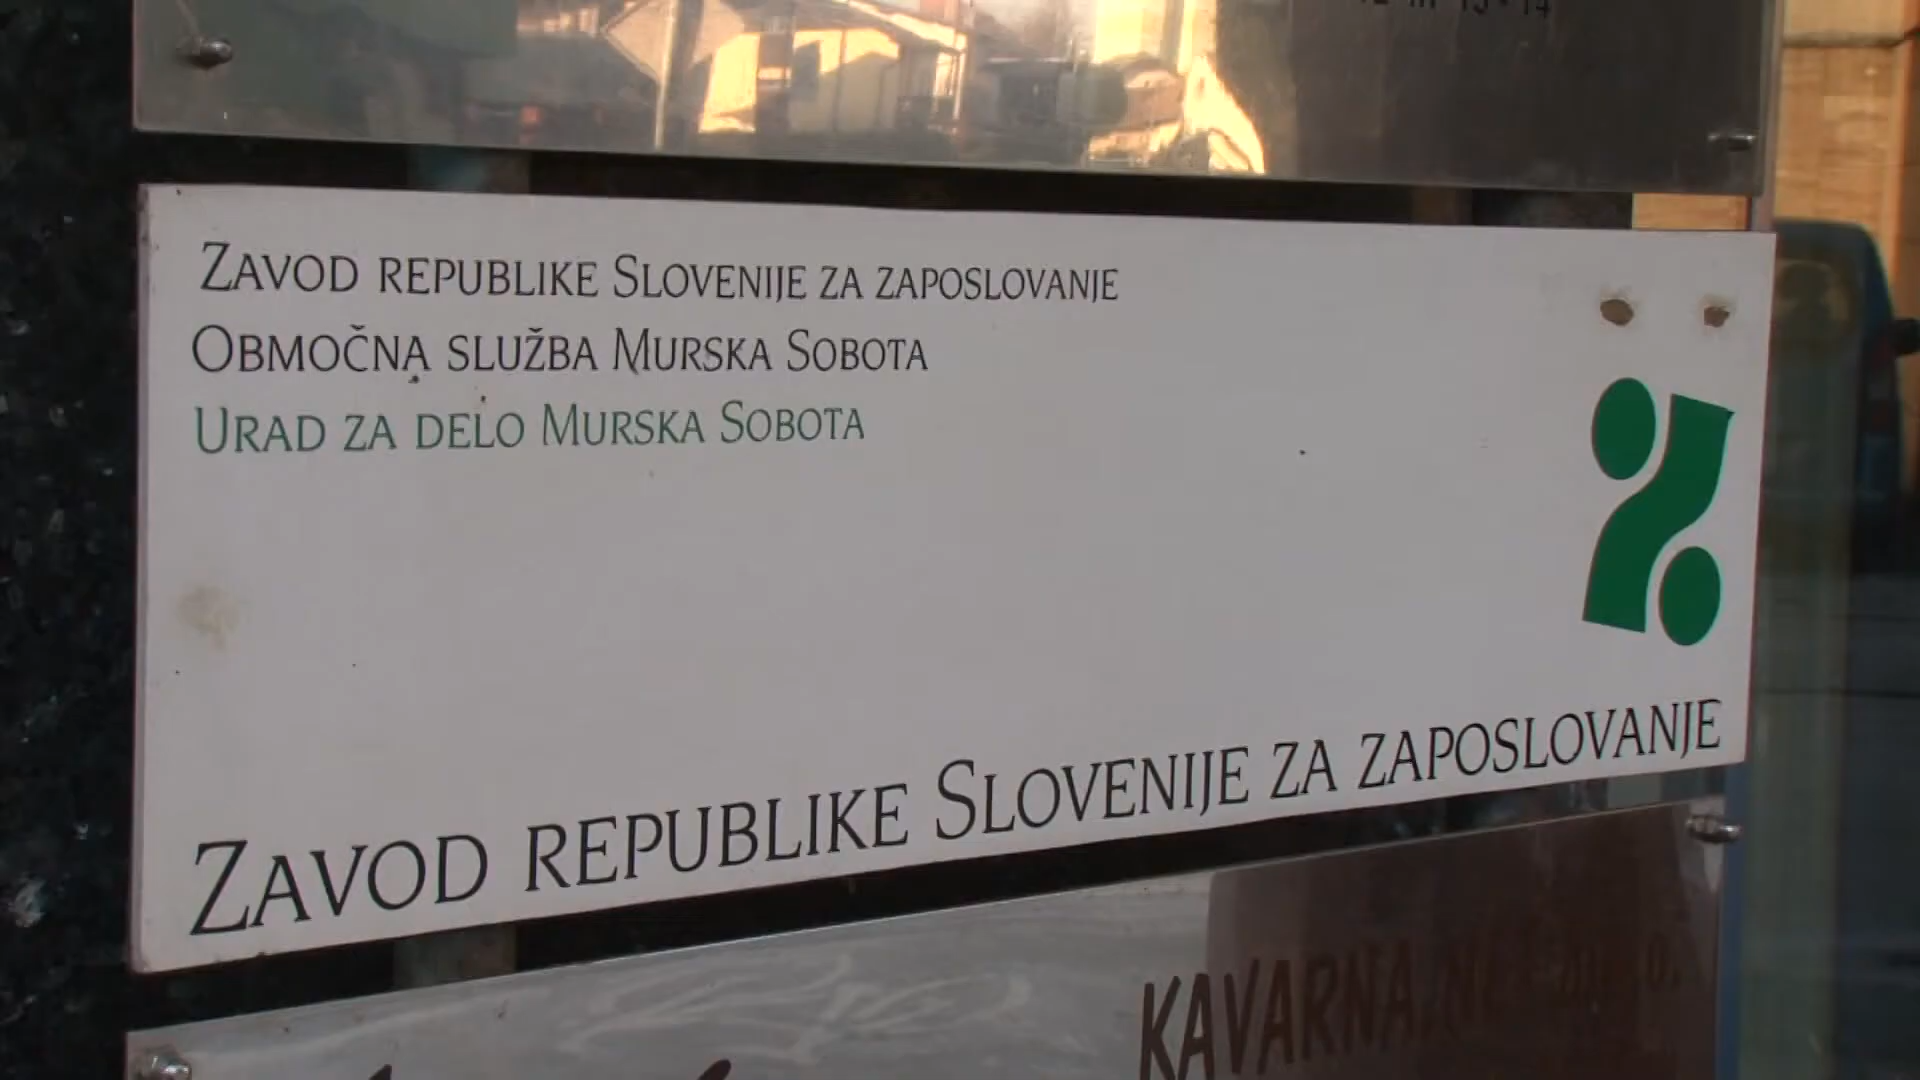 Zavod republike Slovenije za zaposlovanje
Območna služba Murska Sobota
Urad za delo Murska Sobota
Zavod republike Slovenije za zaposlovanje
KAVARNA